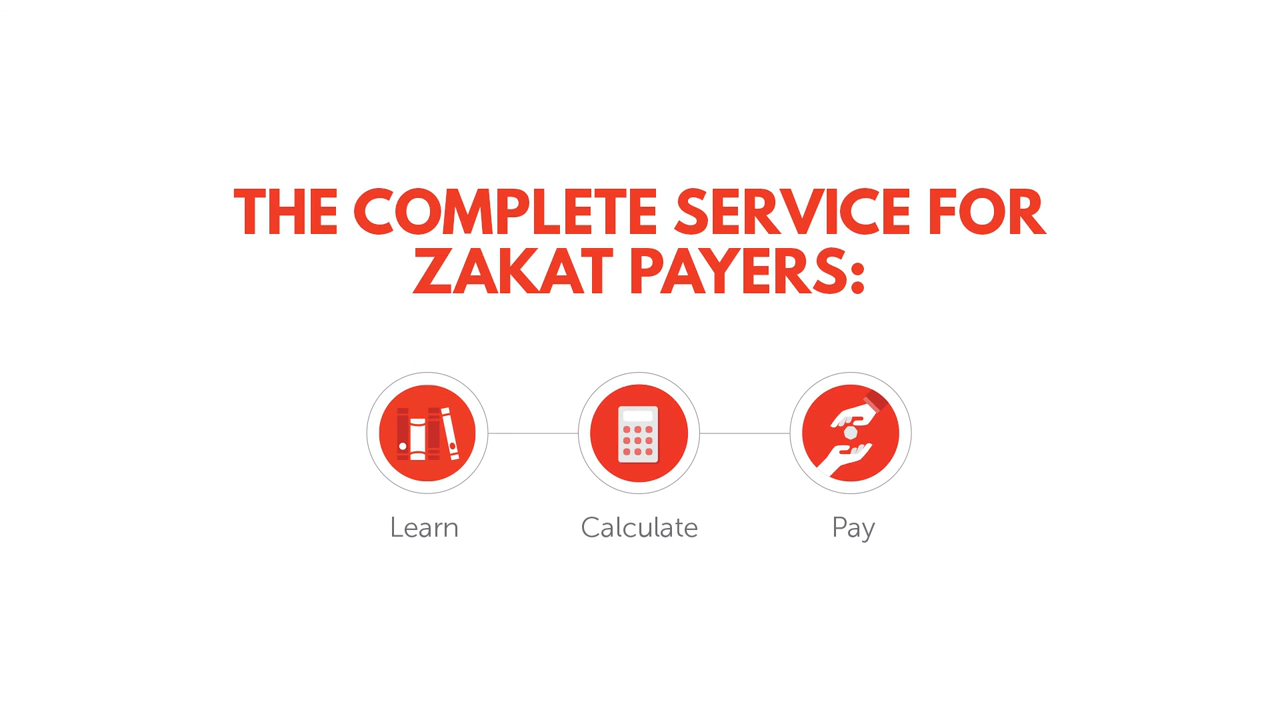 THE COMPLETE SERVICE FOR
ZAKAT PAYERS:
Learn
Calculate
Pay